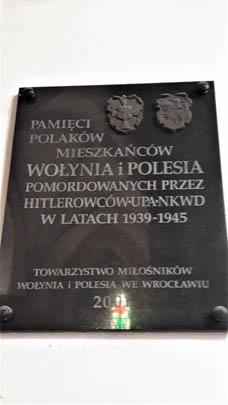 PAMIĘCI
POLAKÓW
MIESZKAŃCÓW
WOŁYNIA i POLESIA
POMORDOWANYCH PRZEZ
HITLEROWCÓW·UPA·NKWD
W LATACH 1939-1945
TOWARZYSTWO MIŁOŚNIKÓW
WOŁYNIA i POLESIA WE WROCŁAWIU